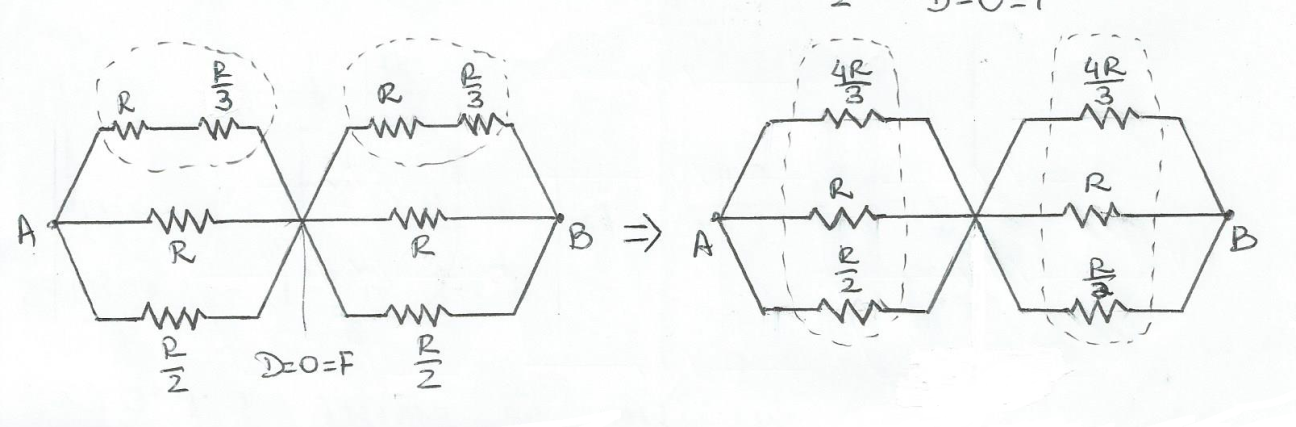 D=O=F
R R/3 R R/3
4R/3 4R/3
A R R B ⇒ A R R B
R/2 D=O=F R/2
R/2 R/2